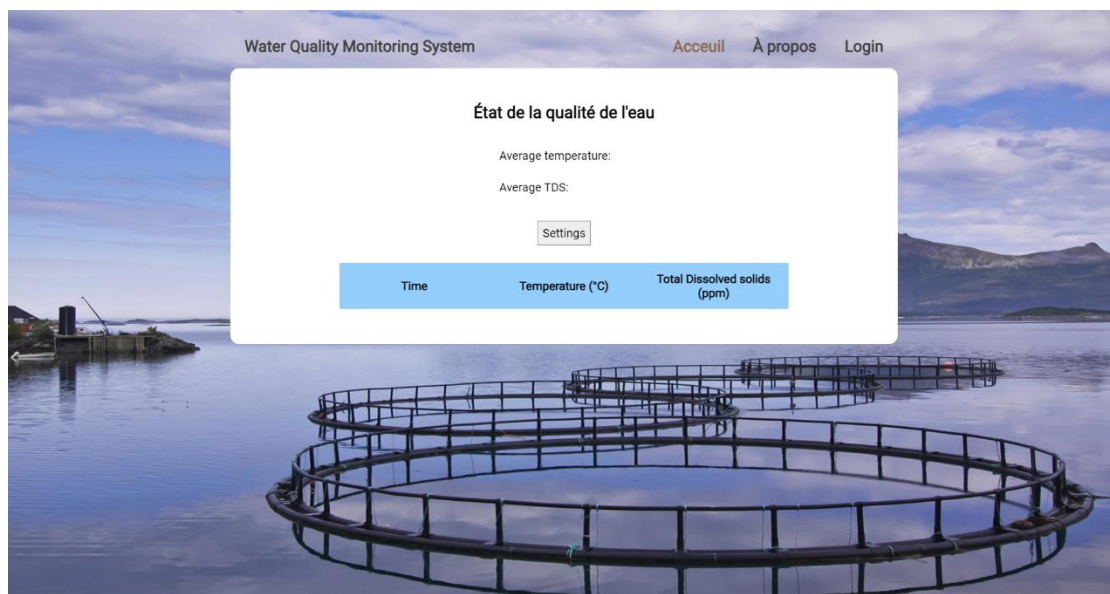 Water Quality Monitoring System Acceuil À propos Login
État de la qualité de l'eau
Average temperature:
Average TDS:
Settings
Time Temperature (°C) Total Dissolved solids
(ppm)